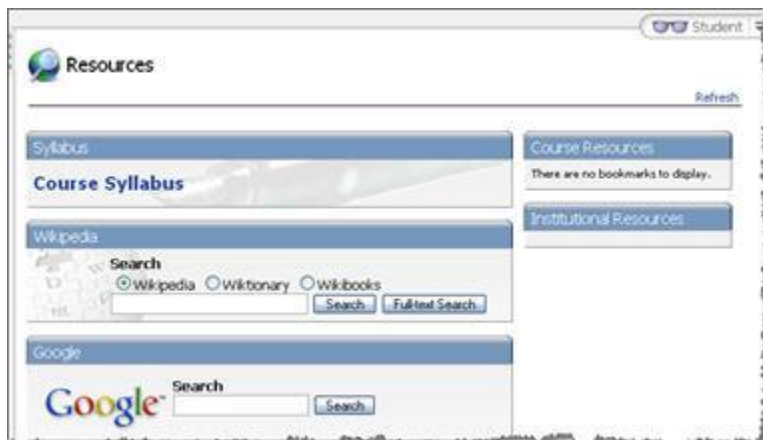 Student
Resources
Refresh
Syllabus
Course Syllabus
Wikipedia
Search
Wikipedia Wiktionary Wikibooks
Search Full-text Search
Google
Google™
Search
Search
Course Resources
There are no bookmarks to display.
Institutional Resources